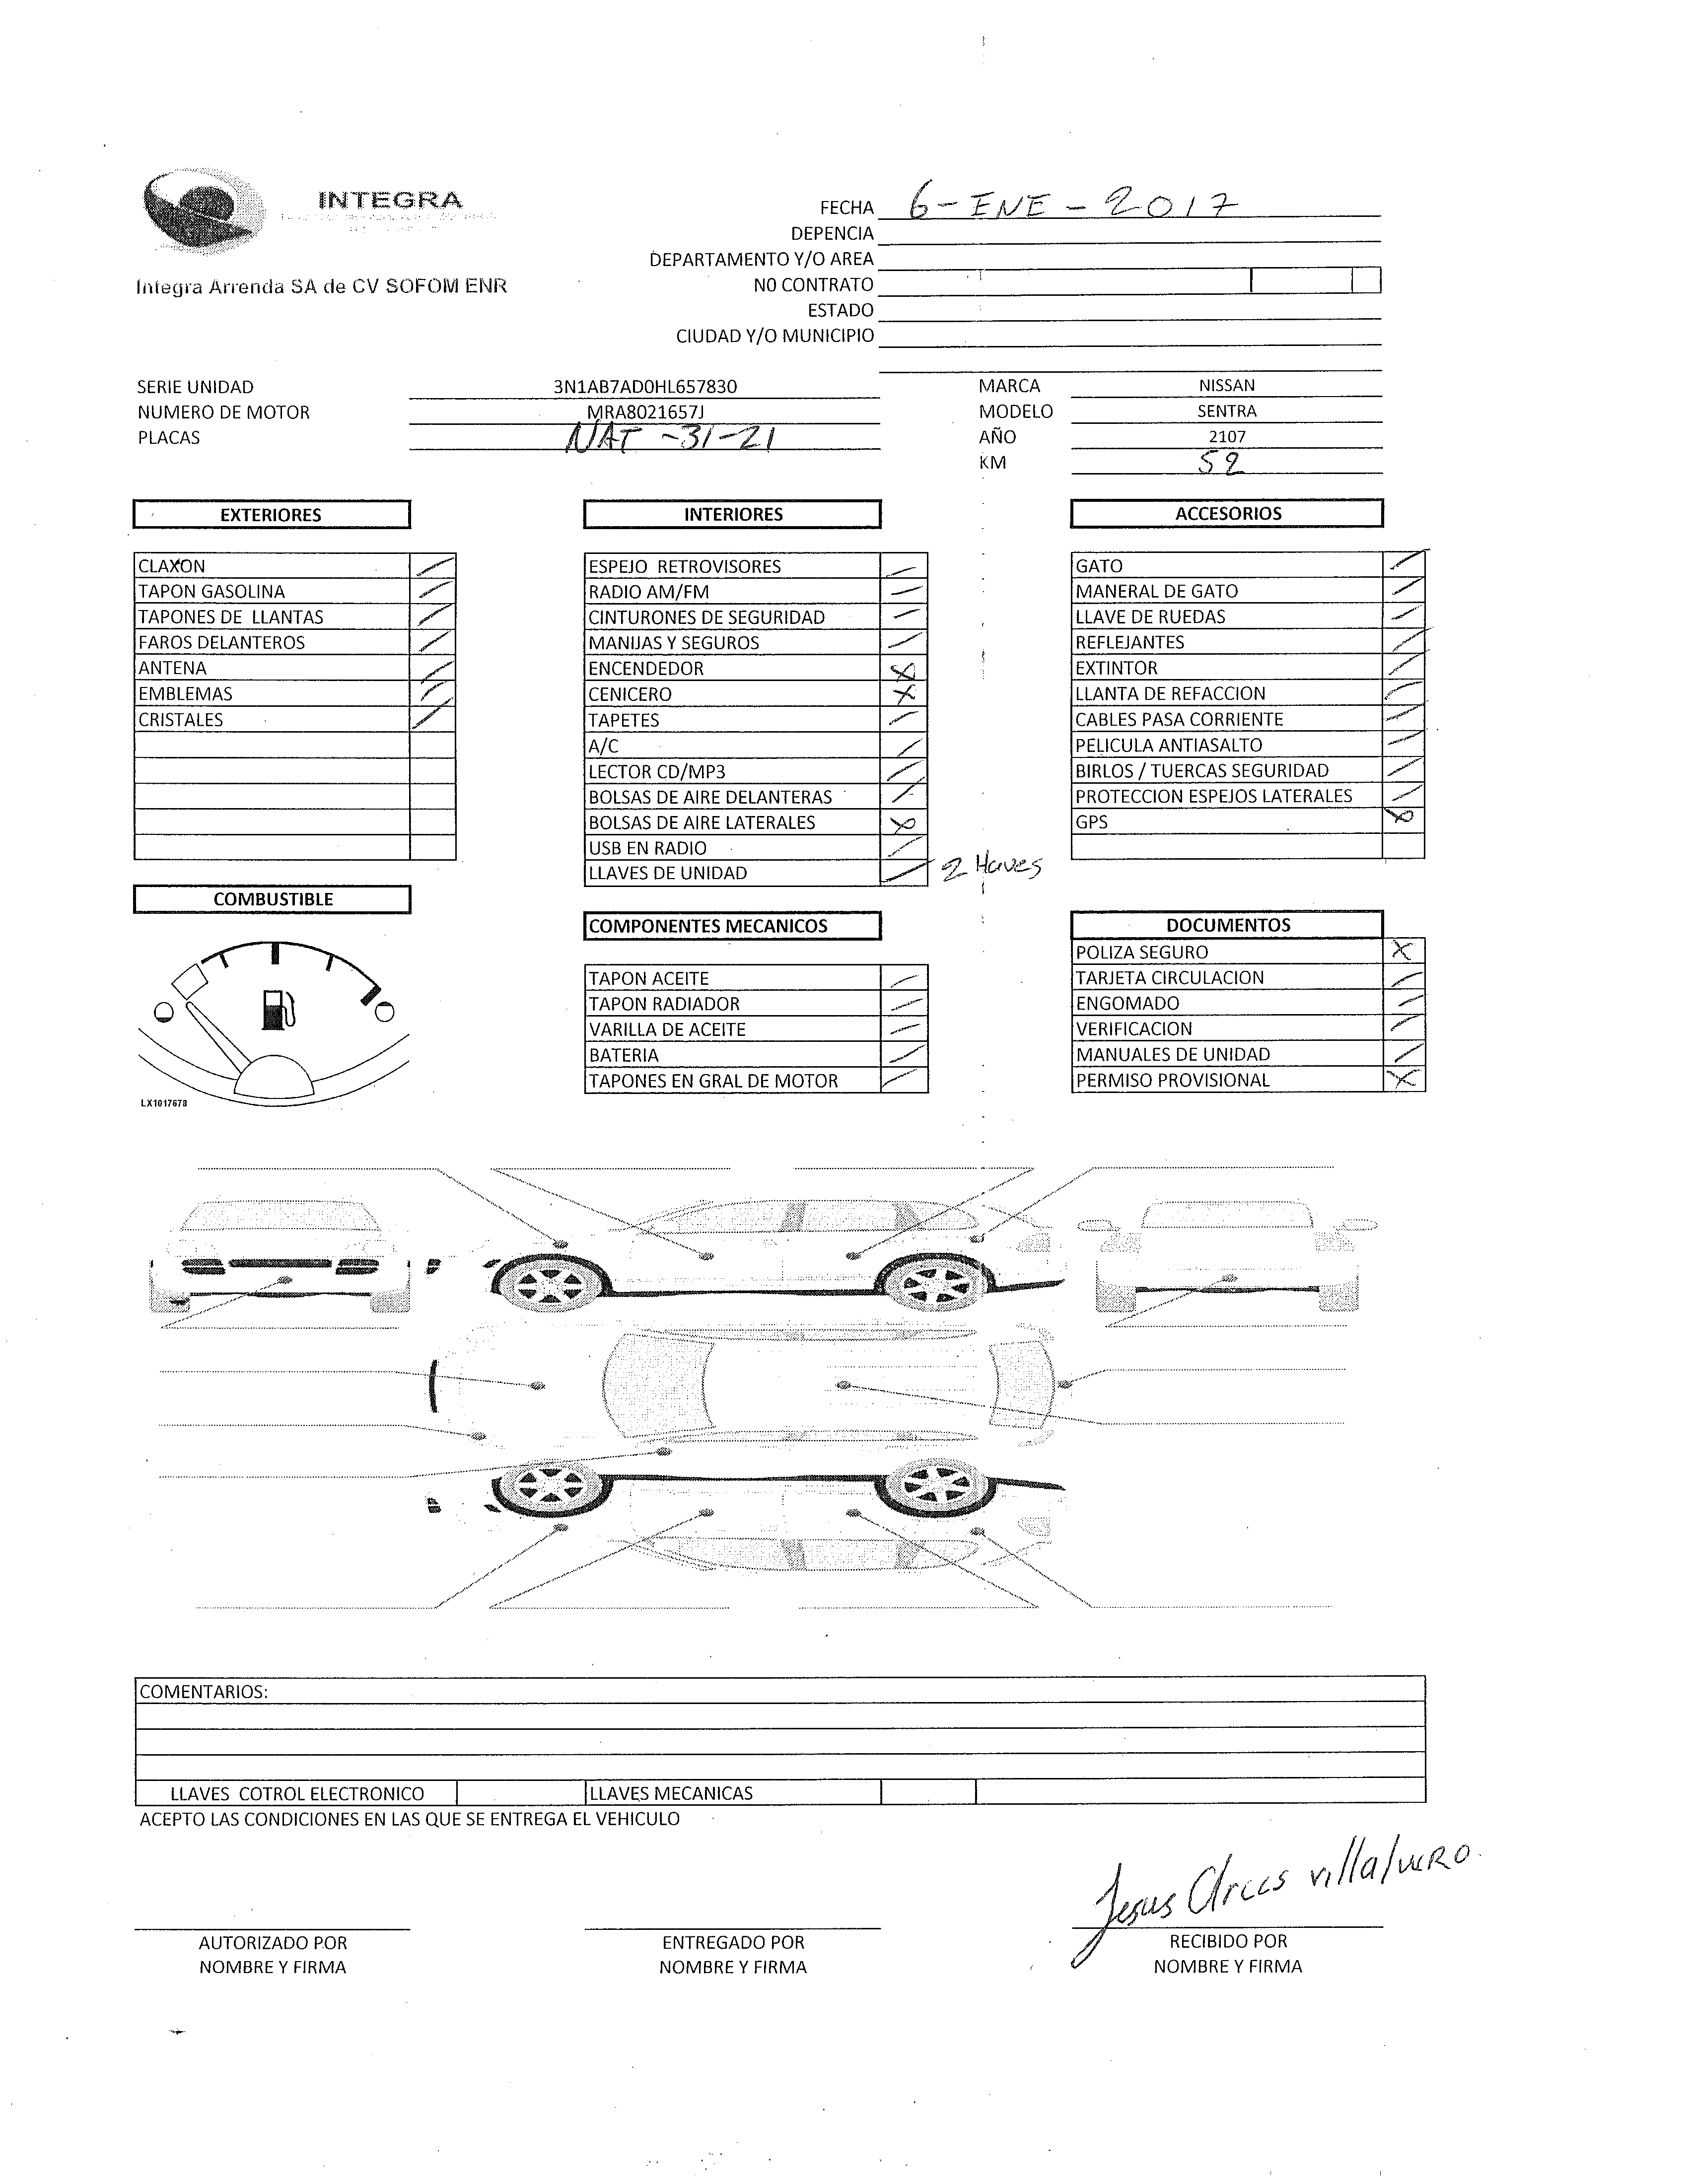 INTEGRA
Integra Arrenda SA de CV SOFOM ENR
FECHA 6-ENE-2017
DEPENCIA
DEPARTAMENTO Y/O AREA
NO CONTRATO
ESTADO
CIUDAD Y/O MUNICIPIO
SERIE UNIDAD 3N1AB7AD0HL657830 MARCA NISSAN
NUMERO DE MOTOR MRA8021657J MODELO SENTRA
PLACAS NAT-31-21 AÑO 2107
KM 52
EXTERIORES
CLAXON
TAPON GASOLINA
TAPONES DE LLANTAS
FAROS DELANTEROS
ANTENA
EMBLEMAS
CRISTALES
COMBUSTIBLE
LX1017678
INTERIORES
ESPEJO RETROVISORES
RADIO AM/FM
CINTURONES DE SEGURIDAD
MANIJAS Y SEGUROS
ENCENDEDOR
CENICERO
TAPETES
A/C
LECTOR CD/MP3
BOLSAS DE AIRE DELANTERAS
BOLSAS DE AIRE LATERALES
USB EN RADIO
LLAVES DE UNIDAD 2 llaves
COMPONENTES MECANICOS
TAPON ACEITE
TAPON RADIADOR
VARILLA DE ACEITE
BATERIA
TAPONES EN GRAL DE MOTOR
ACCESORIOS
GATO
MANERAL DE GATO
LLAVE DE RUEDAS
REFLEJANTES
EXTINTOR
LLANTA DE REFACCION
CABLES PASA CORRIENTE
PELICULA ANTIASALTO
BIRLOS / TUERCAS SEGURIDAD
PROTECCION ESPEJOS LATERALES
GPS
DOCUMENTOS
POLIZA SEGURO
TARJETA CIRCULACION
ENGOMADO
VERIFICACION
MANUALES DE UNIDAD
PERMISO PROVISIONAL
COMENTARIOS:
LLAVES COTROL ELECTRONICO LLAVES MECANICAS
ACEPTO LAS CONDICIONES EN LAS QUE SE ENTREGA EL VEHICULO
Jesus
AUTORIZADO POR ENTREGADO POR RECIBIDO POR
NOMBRE Y FIRMA NOMBRE Y FIRMA NOMBRE Y FIRMA